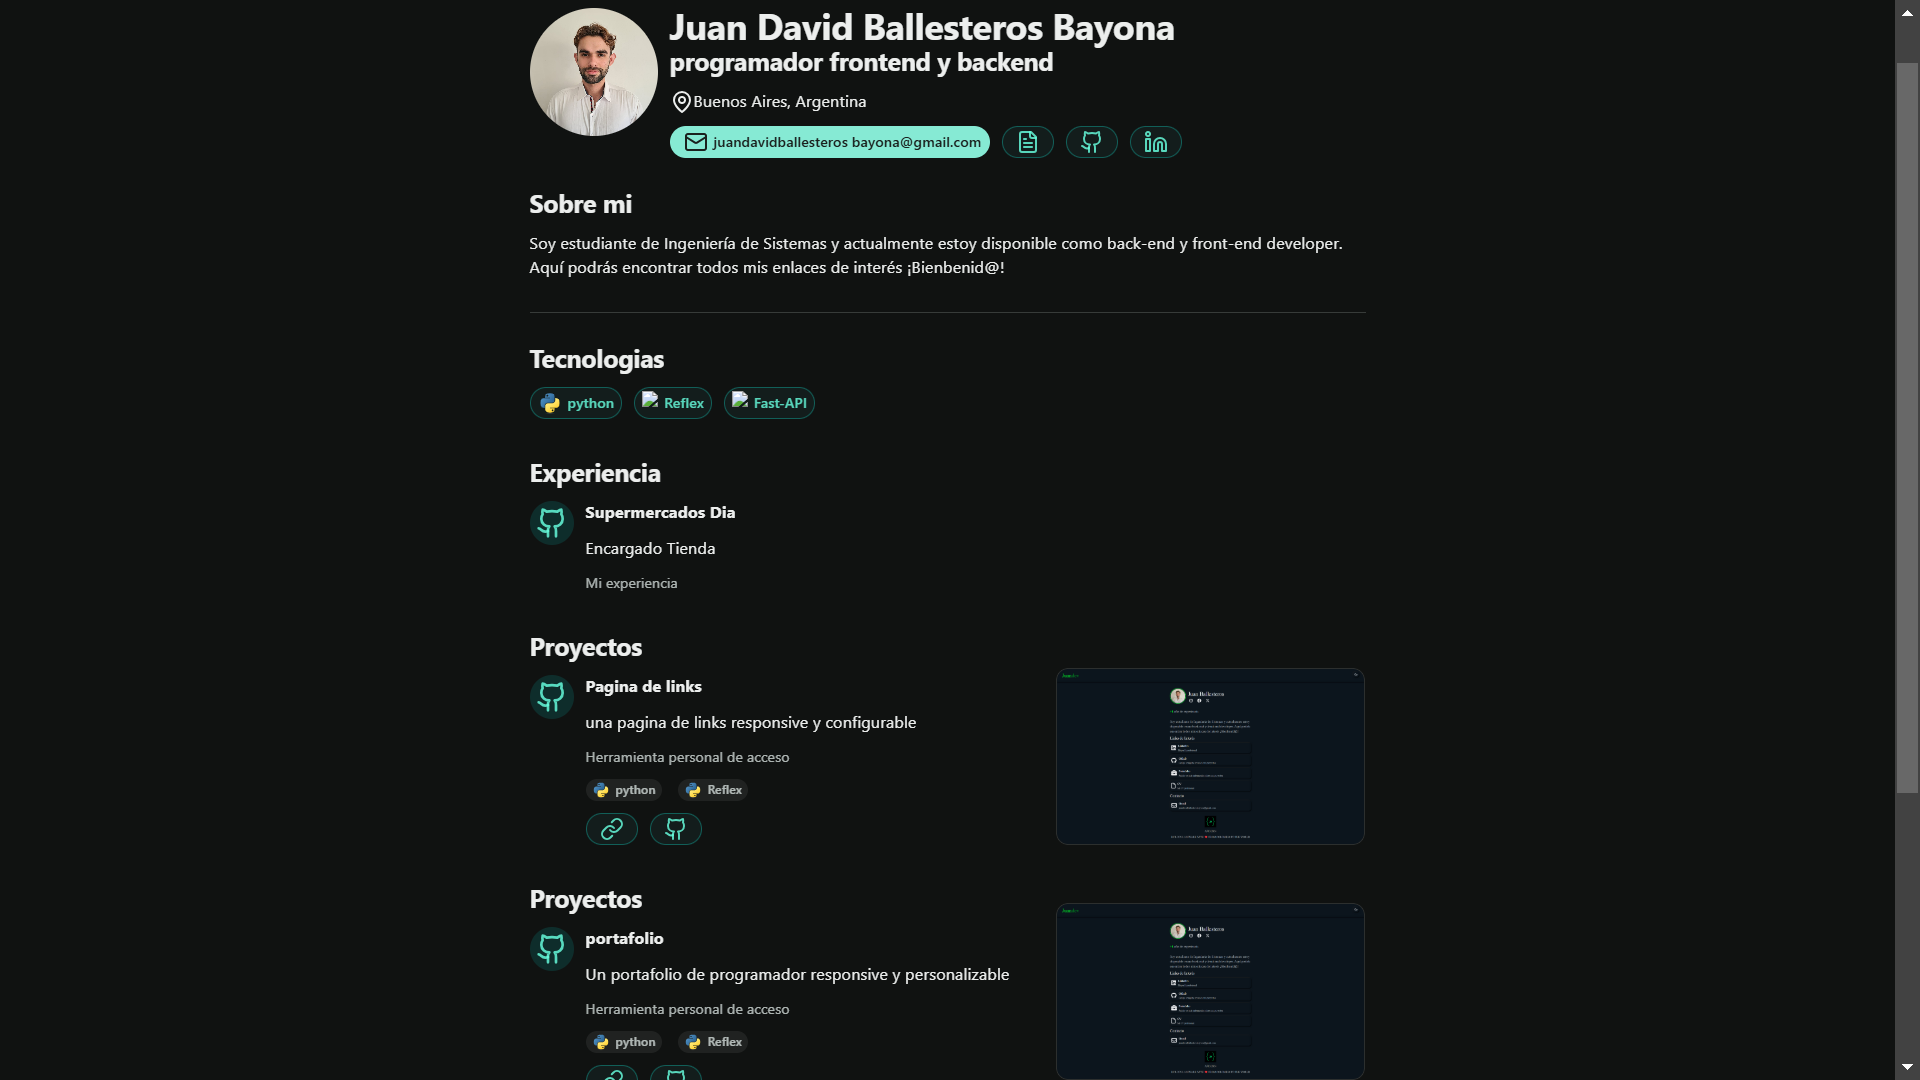 Juan David Ballesteros Bayona
programador frontend y backend
Buenos Aires, Argentina
juandavidballesteros bayona@gmail.com
Sobre mi
Soy estudiante de Ingeniería de Sistemas y actualmente estoy disponible como back-end y front-end developer.
Aquí podrás encontrar todos mis enlaces de interés ¡Bienbenid@!
Tecnologias
python Reflex Fast-API
Experiencia
Supermercados Dia
Encargado Tienda
Mi experiencia
Proyectos
Pagina de links
una pagina de links responsive y configurable
Herramienta personal de acceso
python Reflex
Juan Ballesteros
Proyectos
portafolio
Un portafolio de programador responsive y personalizable
Herramienta personal de acceso
python Reflex
Juan Ballesteros